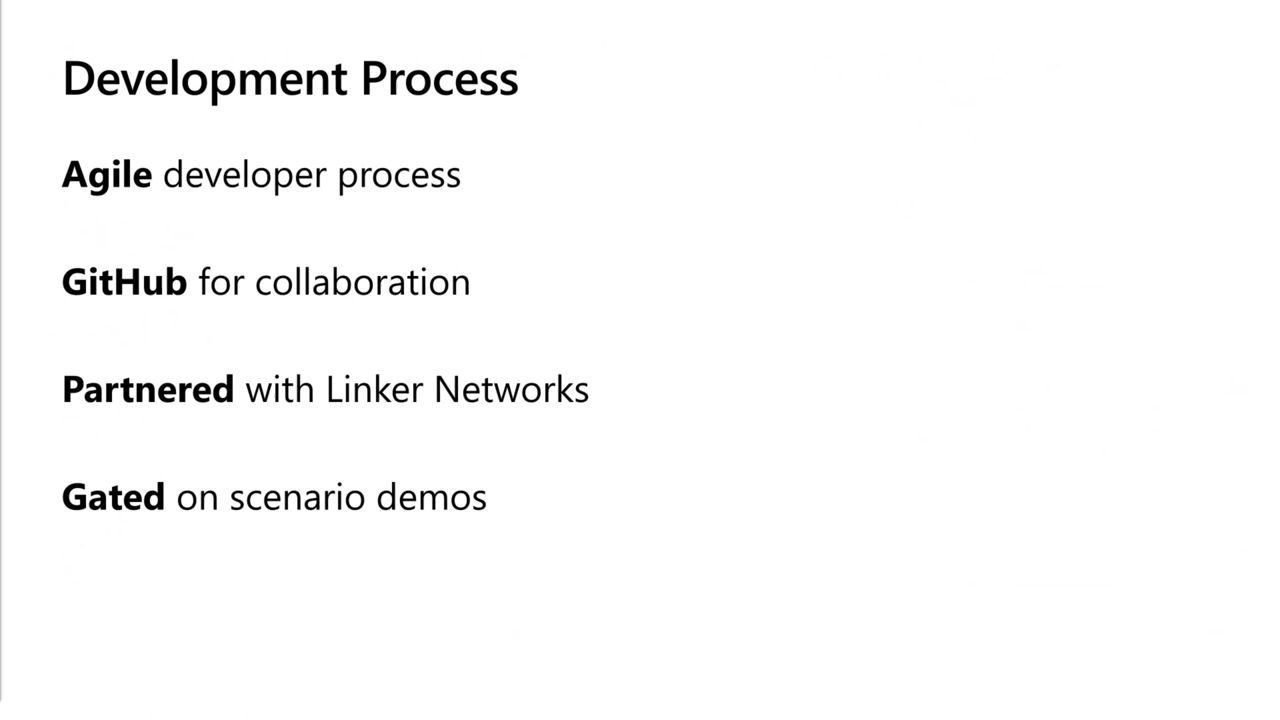 Development Process
Agile developer process
GitHub for collaboration
Partnered with Linker Networks
Gated on scenario demos